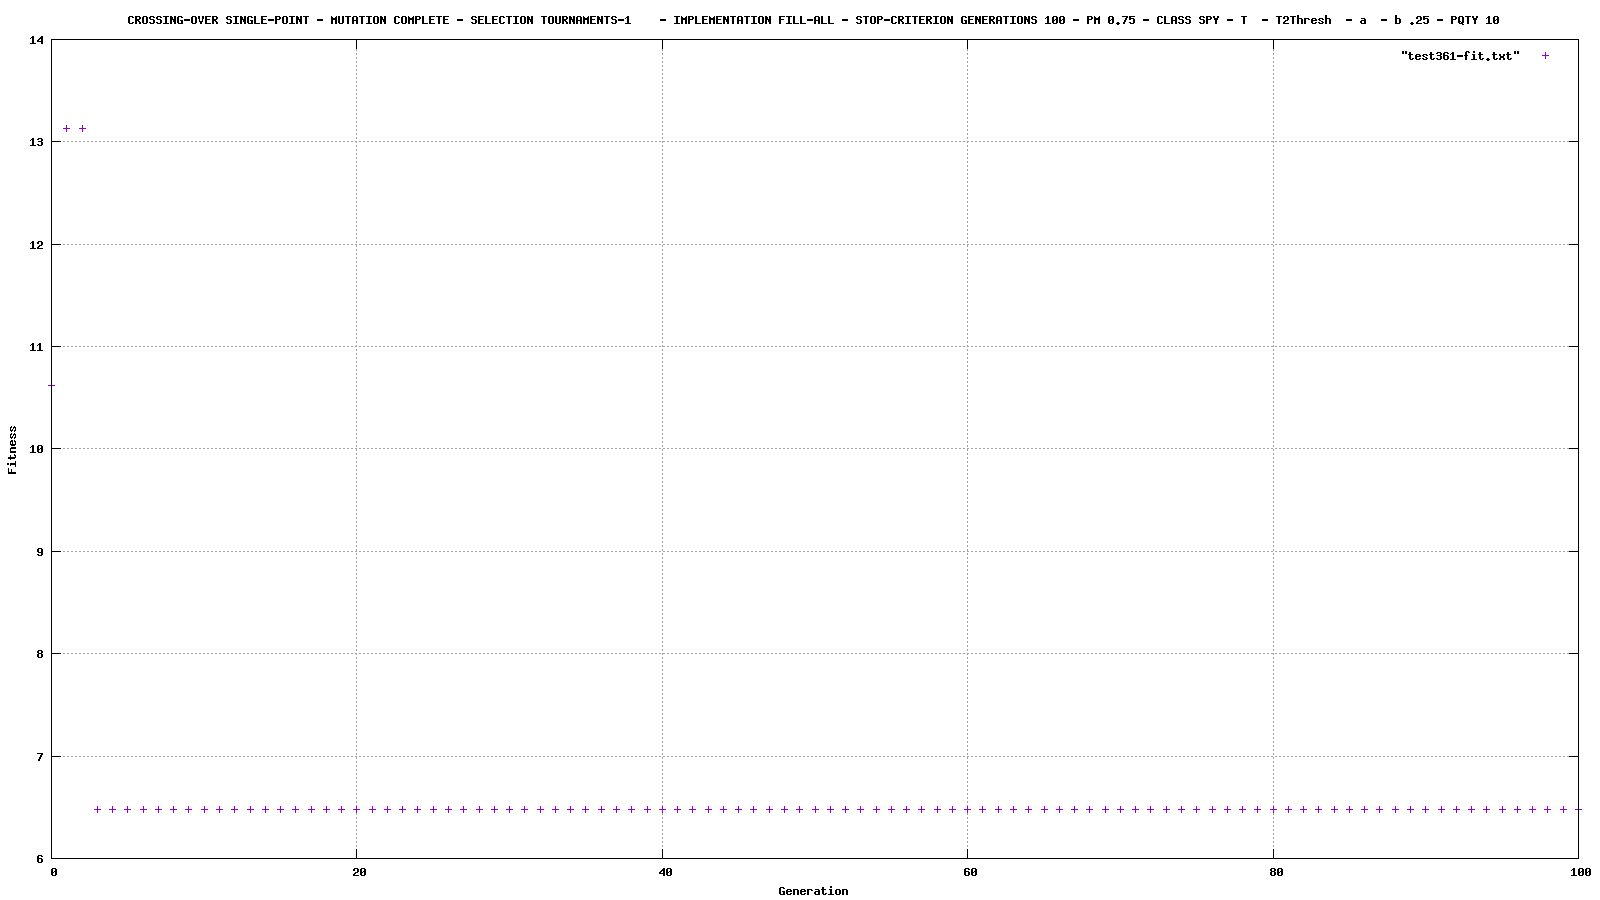 CROSSING-OVER SINGLE-POINT - MUTATION COMPLETE - SELECTION TOURNAMENTS-1    - IMPLEMENTATION FILL-ALL - STOP-CRITERION GENERATIONS 100 - PM 0.75 - CLASS SPY - T  - T2Thresh  - a  - b .25 - PQTY 10
"test361-fit.txt"
14
13
12
11
10
9
8
7
6
Fitness
0 20 40 60 80 100
Generation